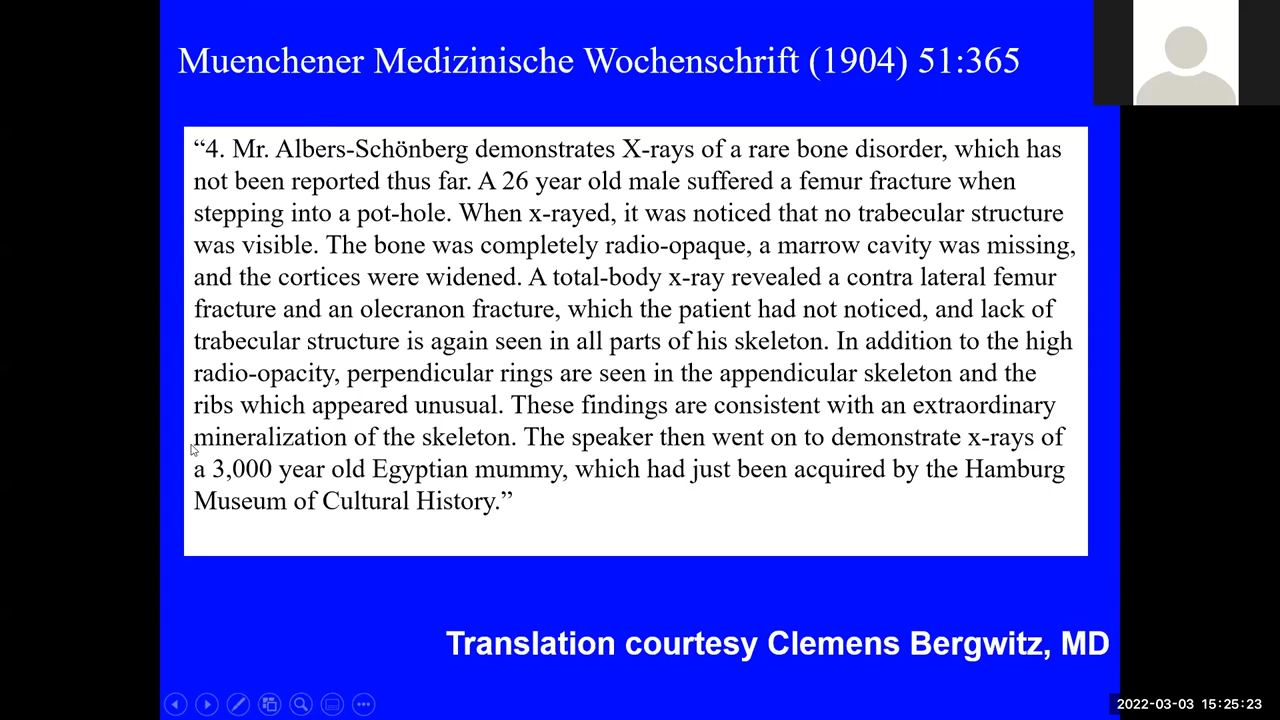 Muenchener Medizinische Wochenschrift (1904) 51:365
“4. Mr. Albers-Schönberg demonstrates X-rays of a rare bone disorder, which has
not been reported thus far. A 26 year old male suffered a femur fracture when
stepping into a pot-hole. When x-rayed, it was noticed that no trabecular structure
was visible. The bone was completely radio-opaque, a marrow cavity was missing,
and the cortices were widened. A total-body x-ray revealed a contra lateral femur
fracture and an olecranon fracture, which the patient had not noticed, and lack of
trabecular structure is again seen in all parts of his skeleton. In addition to the high
radio-opacity, perpendicular rings are seen in the appendicular skeleton and the
ribs which appeared unusual. These findings are consistent with an extraordinary
mineralization of the skeleton. The speaker then went on to demonstrate x-rays of
a 3,000 year old Egyptian mummy, which had just been acquired by the Hamburg
Museum of Cultural History.”
Translation courtesy Clemens Bergwitz, MD
2022-03-03 15:25:23